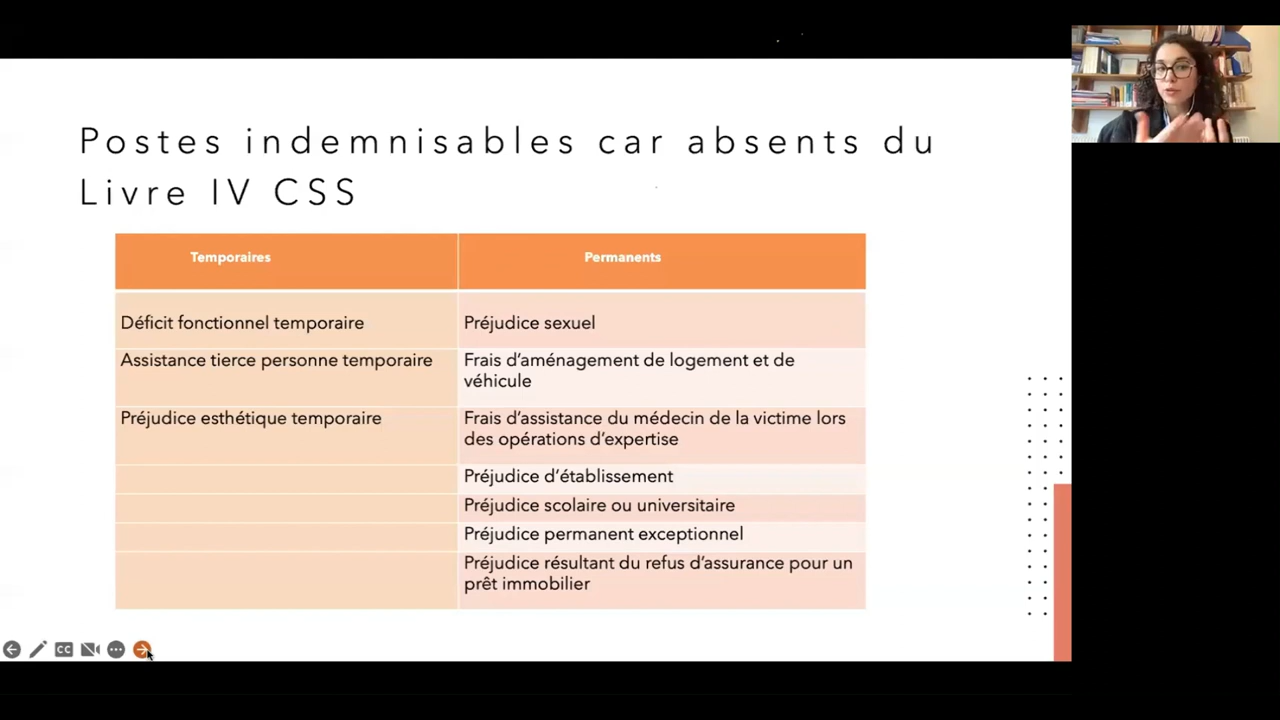 Postes indemnisables car absents du
Livre IV CSS
Temporaires
Permanents
Déficit fonctionnel temporaire
Préjudice sexuel
Assistance tierce personne temporaire
Frais d’aménagement de logement et de
véhicule
Préjudice esthétique temporaire
Frais d’assistance du médecin de la victime lors
des opérations d’expertise
Préjudice d’établissement
Préjudice scolaire ou universitaire
Préjudice permanent exceptionnel
Préjudice résultant du refus d’assurance pour un
prêt immobilier
CC